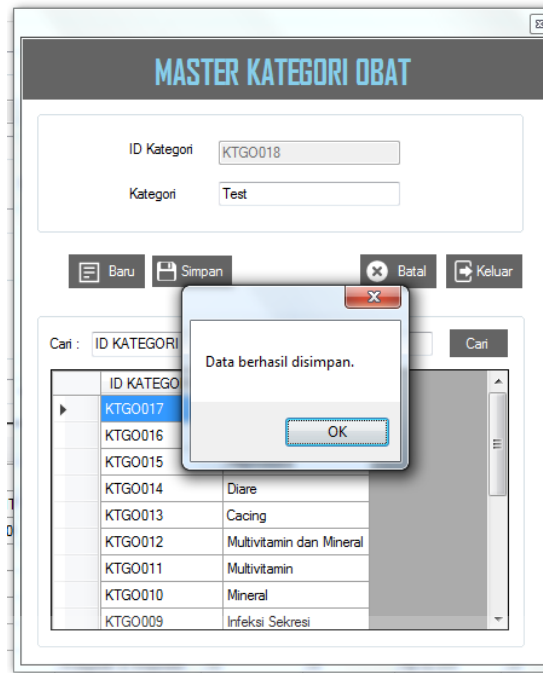 MASTER KATEGORI OBAT
ID Kategori KTGO018
Kategori Test
Baru Simpan Batal Keluar
Cari : ID KATEGORI Cari
Data berhasil disimpan.
OK
ID KATEGO
KTGO017
KTGO016
KTGO015
KTGO014 Diare
KTGO013 Cacing
KTGO012 Multivitamin dan Mineral
KTGO011 Multivitamin
KTGO010 Mineral
KTGO009 Infeksi Sekresi